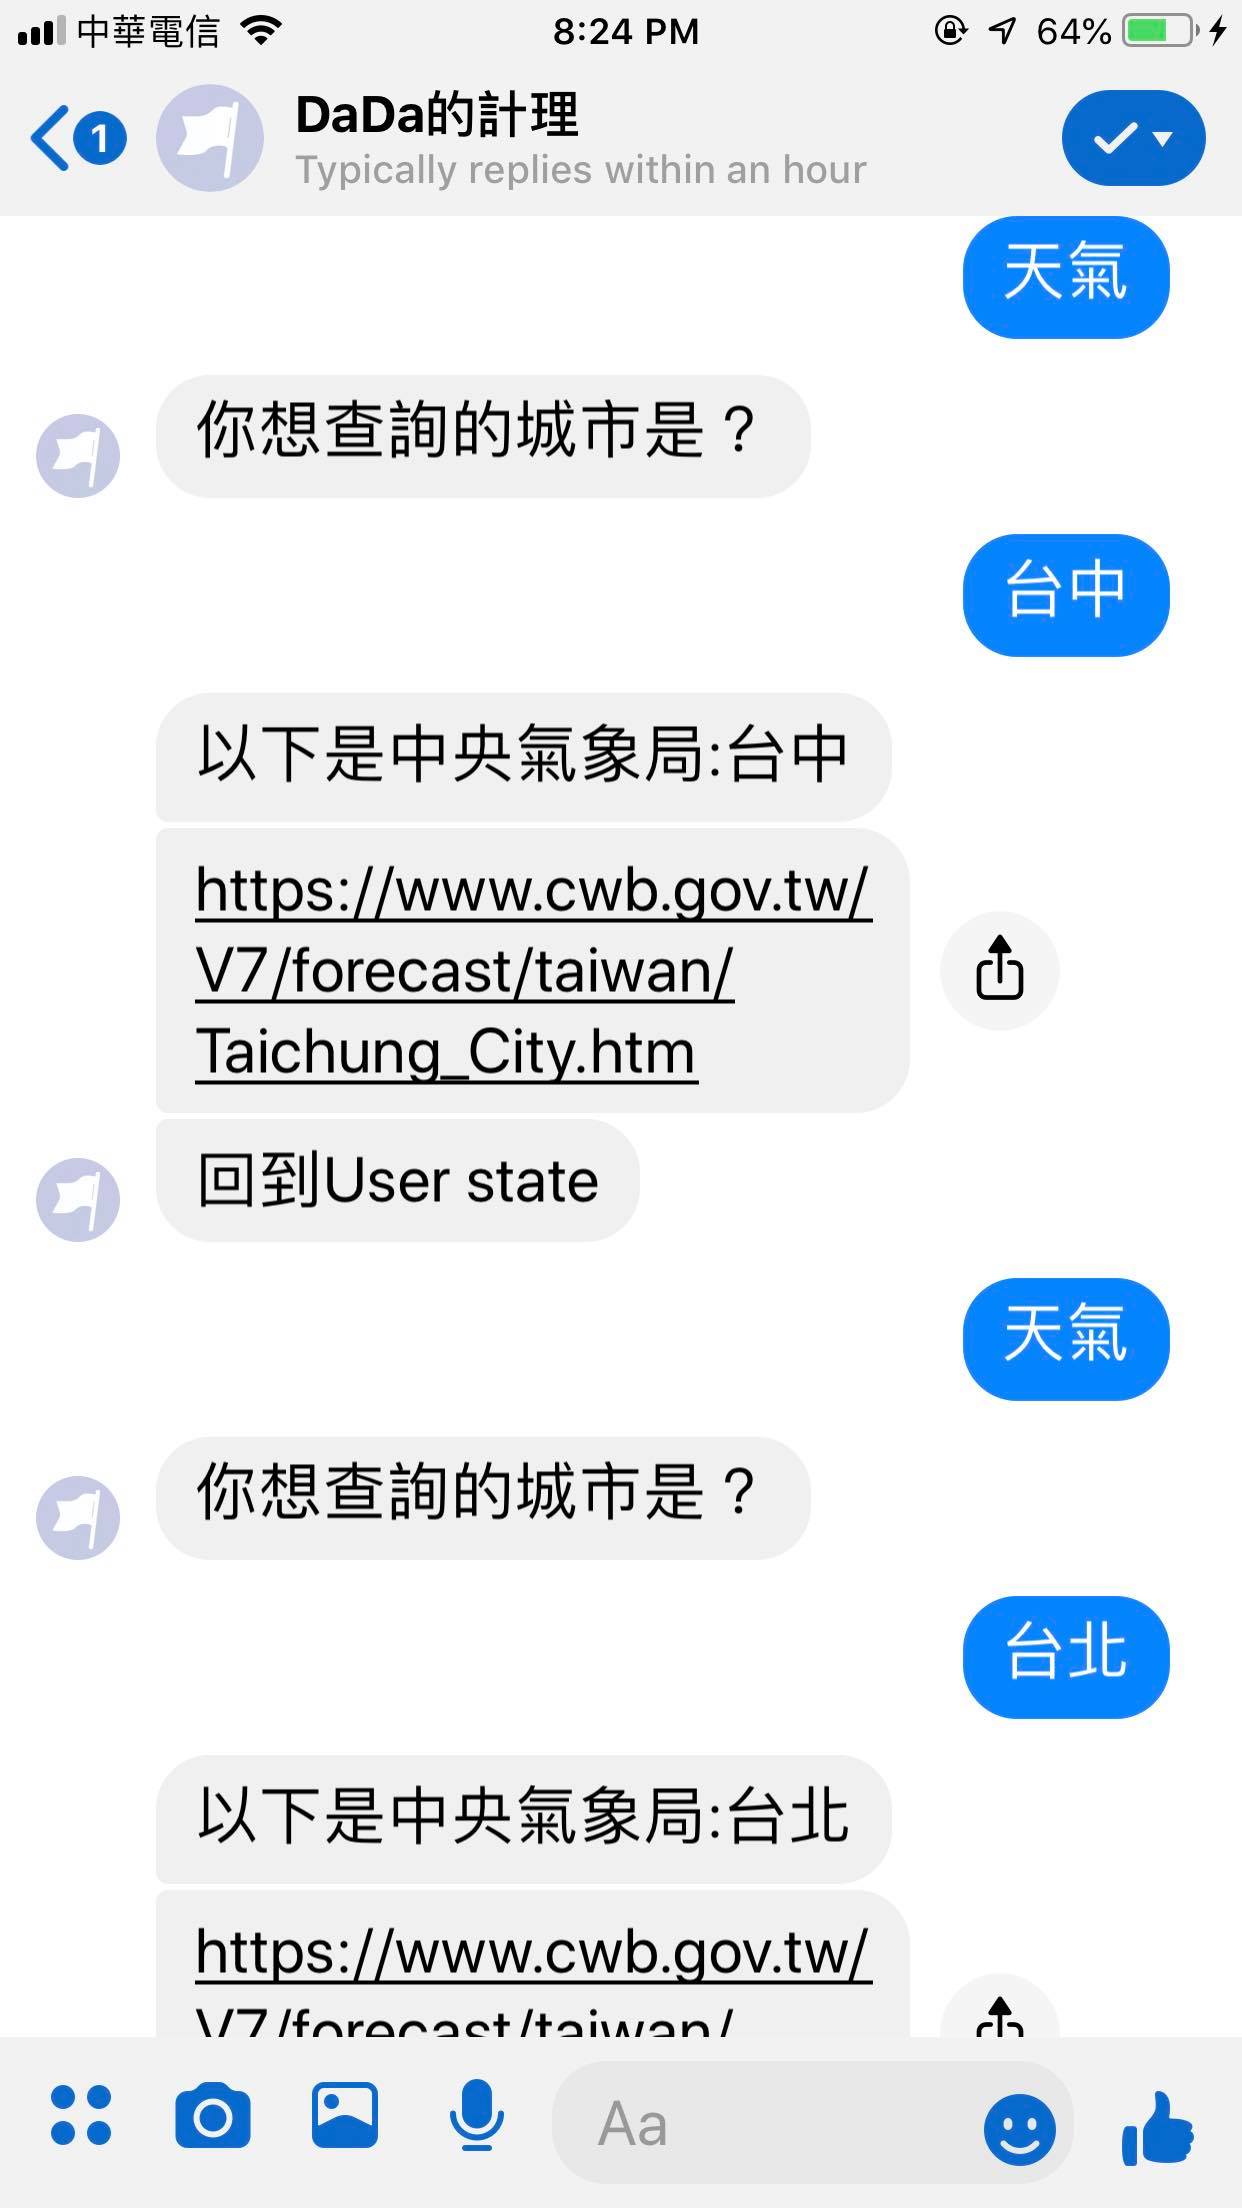 中華電信
8:24 PM
64%
1
DaDa的計理
Typically replies within an hour
天氣
你想查詢的城市是？
台中
以下是中央氣象局:台中
https://www.cwb.gov.tw/
V7/forecast/taiwan/
Taichung_City.htm
回到User state
天氣
你想查詢的城市是？
台北
以下是中央氣象局:台北
https://www.cwb.gov.tw/
V7/forecast/taiwan/
Aa